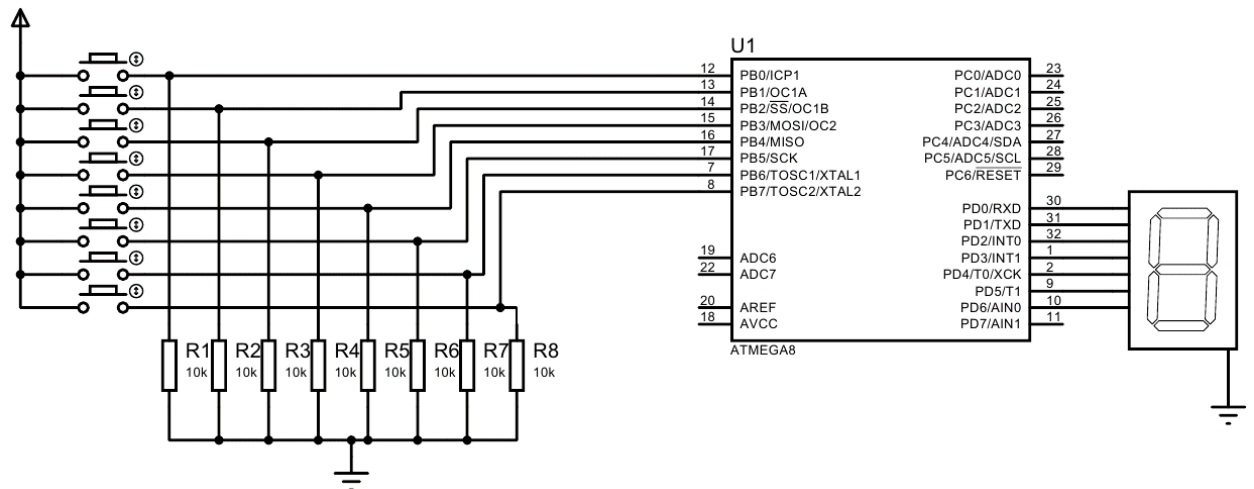 U1
12 PB0/ICP1 PC0/ADC0 23
13 PB1/OC1A PC1/ADC1 24
14 PB2/SS/OC1B PC2/ADC2 25
15 PB3/MOSI/OC2 PC3/ADC3 26
16 PB4/MISO PC4/ADC4/SDA 27
17 PB5/SCK PC5/ADC5/SCL 28
7 PB6/TOSC1/XTAL1 PC6/RESET 29
8 PB7/TOSC2/XTAL2
PD0/RXD 30
PD1/TXD 31
PD2/INT0 32
19 ADC6 PD3/INT1 1
22 ADC7 PD4/T0/XCK 2
PD5/T1 9
20 AREF PD6/AIN0 10
18 AVCC PD7/AIN1 11
ATMEGA8
R1 R2 R3 R4 R5 R6 R7 R8
10k 10k 10k 10k 10k 10k 10k 10k